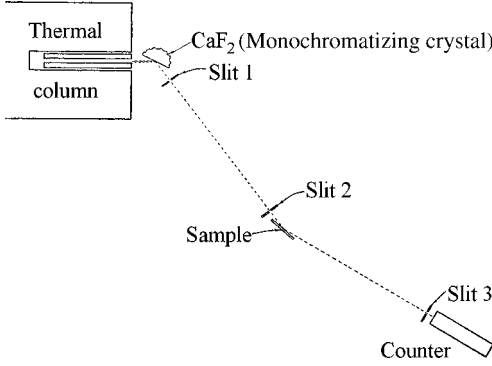 Thermal
column
CaF₂ (Monochromatizing crystal)
Slit 1
Slit 2
Sample
Slit 3
Counter